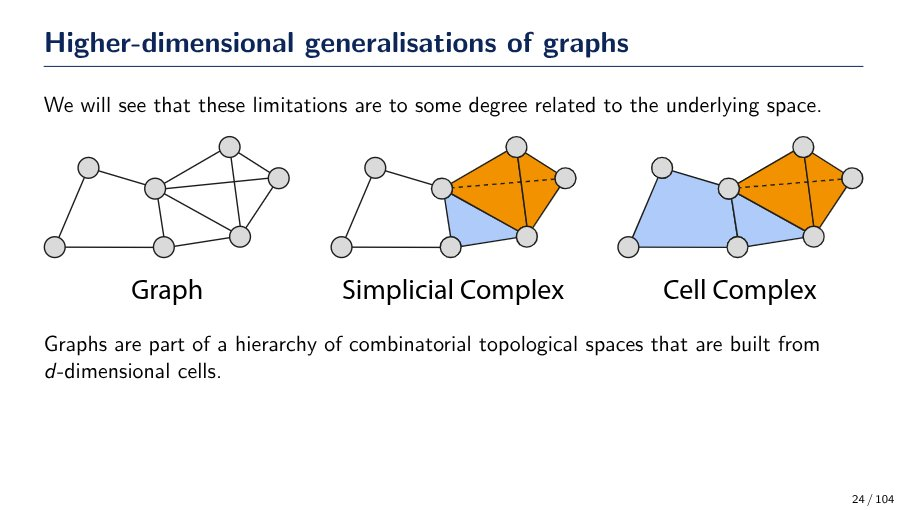 Higher-dimensional generalisations of graphs
We will see that these limitations are to some degree related to the underlying space.
Graph
Simplicial Complex
Cell Complex
Graphs are part of a hierarchy of combinatorial topological spaces that are built from
d-dimensional cells.
24 / 104